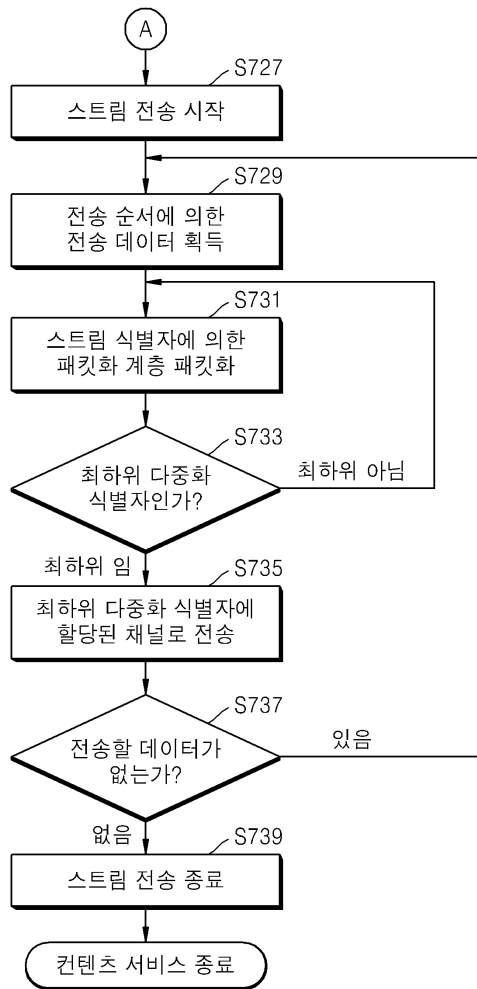 A
S727
스트림 전송 시작
S729
전송 순서에 의한
전송 데이터 획득
S731
스트림 식별자에 의한
패킷화 계층 패킷화
S733
최하위 다중화
식별자인가?
최하위 아님
최하위 임
S735
최하위 다중화 식별자에
할당된 채널로 전송
S737
전송할 데이터가
없는가?
있음
없음
S739
스트림 전송 종료
컨텐츠 서비스 종료